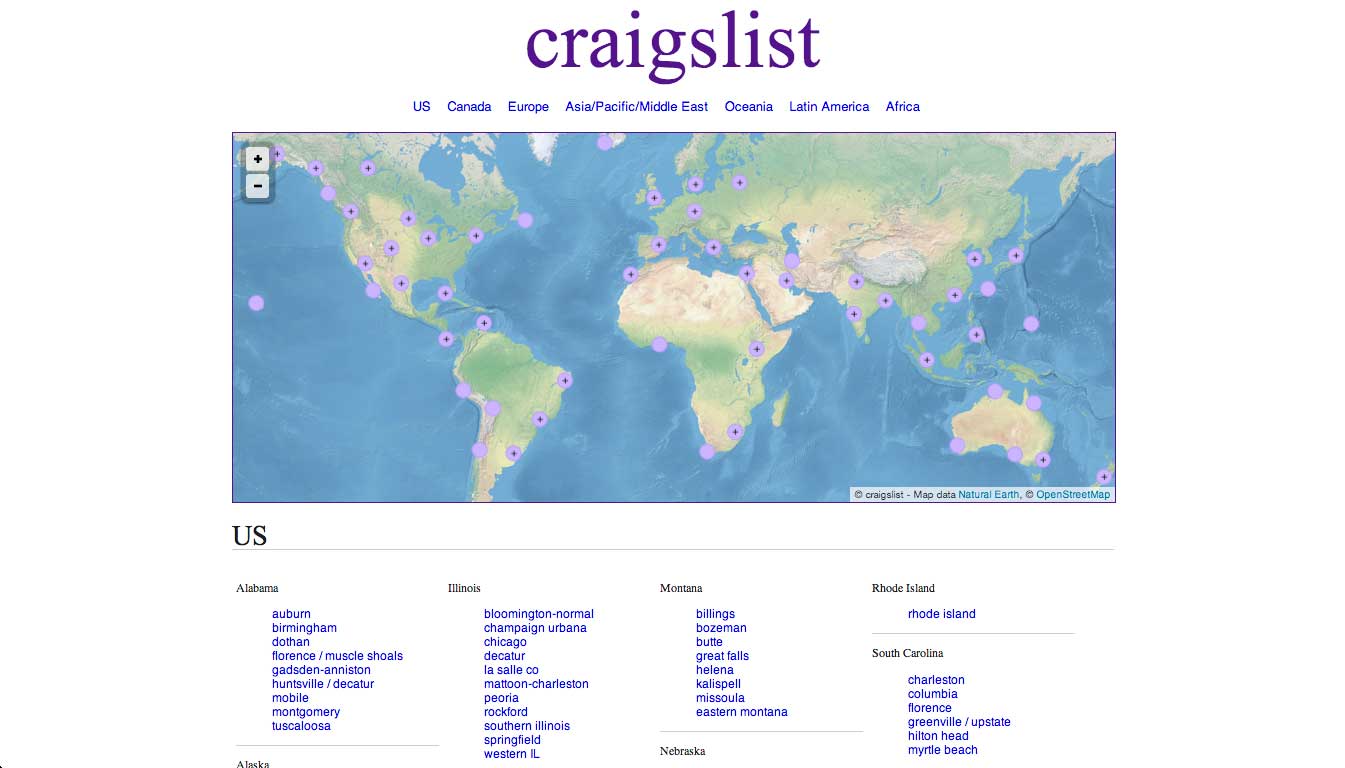 craigslist
US Canada Europe Asia/Pacific/Middle East Oceania Latin America Africa
+
−
© craigslist - Map data Natural Earth, © OpenStreetMap
US
Alabama
auburn
birmingham
dothan
florence / muscle shoals
gadsden-anniston
huntsville / decatur
mobile
montgomery
tuscaloosa
Alaska
Illinois
bloomington-normal
champaign urbana
chicago
decatur
la salle co
mattoon-charleston
peoria
rockford
southern illinois
springfield
western IL
Montana
billings
bozeman
butte
great falls
helena
kalispell
missoula
eastern montana
Nebraska
Rhode Island
rhode island
South Carolina
charleston
columbia
florence
greenville / upstate
hilton head
myrtle beach